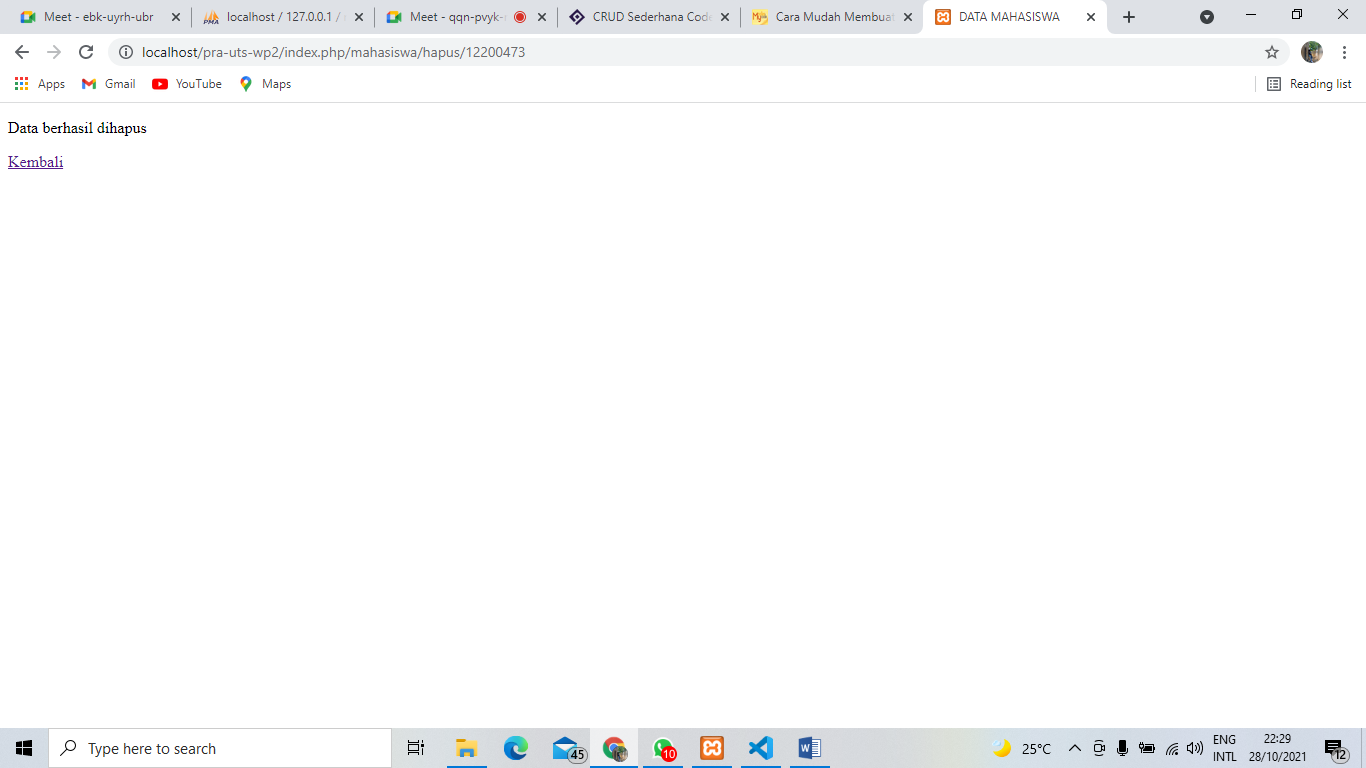 Meet - ebk-uyrh-ubr
localhost / 127.0.0.1 /
Meet - qqn-pvyk-
CRUD Sederhana Code
Cara Mudah Membuat
DATA MAHASISWA
localhost/pra-uts-wp2/index.php/mahasiswa/hapus/12200473
Apps
Gmail
YouTube
Maps
Reading list
Data berhasil dihapus
Kembali
Type here to search
45
10
25°C
ENG
INTL
22:29
28/10/2021
12